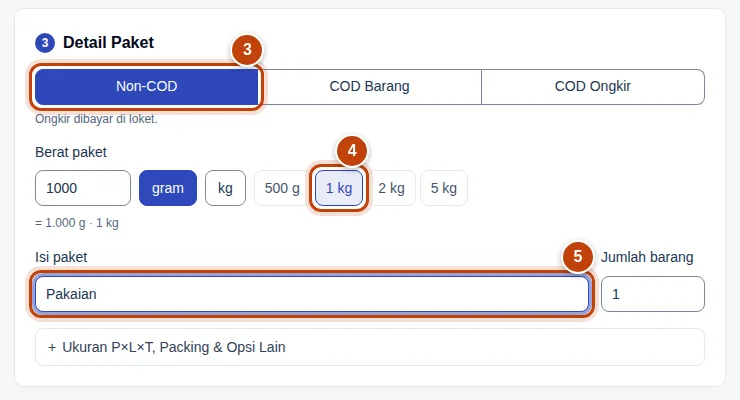 3 Detail Paket
3
Non-COD COD Barang COD Ongkir
Ongkir dibayar di loket.
Berat paket
4
1000 gram kg 500 g 1 kg 2 kg 5 kg
= 1.000 g · 1 kg
Isi paket 5 Jumlah barang
Pakaian 1
+ Ukuran P×L×T, Packing & Opsi Lain